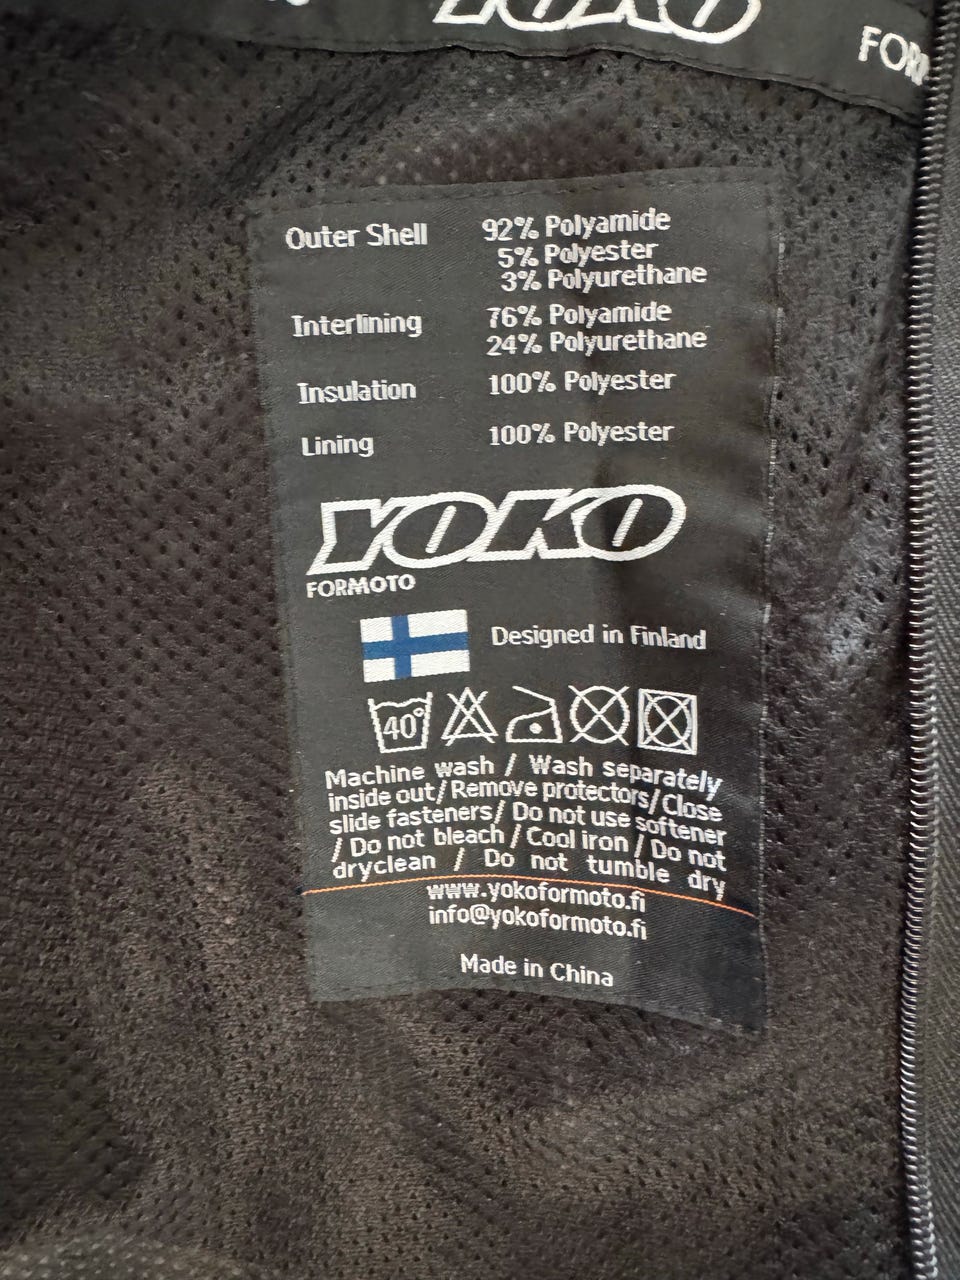 YOKO
FORM
Outer Shell 92% Polyamide
5% Polyester
3% Polyurethane
Interlining 76% Polyamide
24% Polyurethane
Insulation 100% Polyester
Lining 100% Polyester
YOKO
FORMOTO
Designed in Finland
40°
Machine wash / Wash separately
inside out/ Remove protectors/Close
slide fasteners/ Do not use softener
/ Do not bleach / Cool iron / Do not
dryclean / Do not tumble dry
www.yokoformoto.fi
info@yokoformoto.fi
Made in China